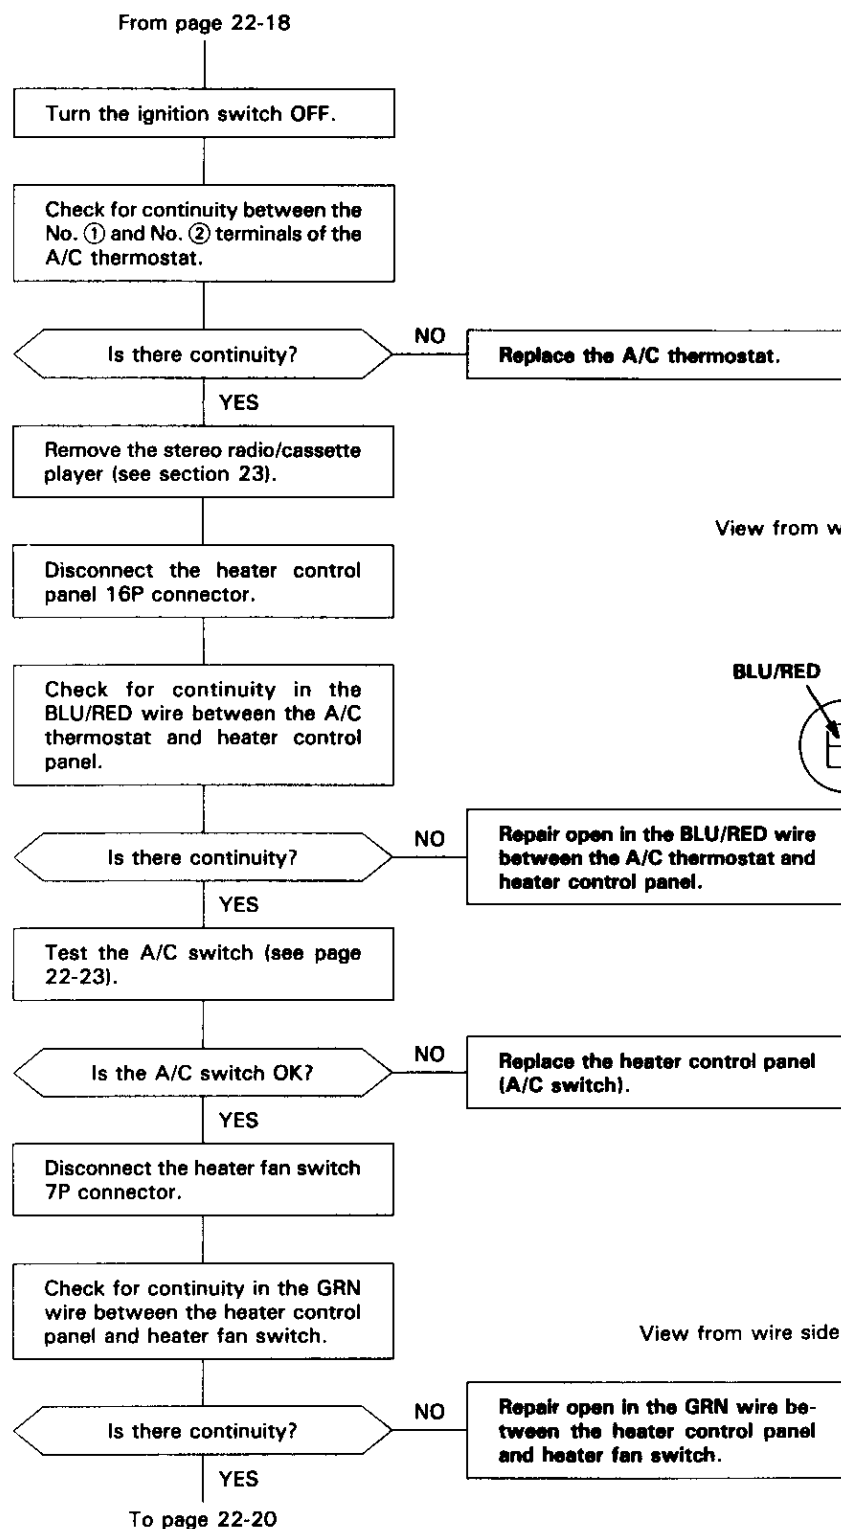 From page 22-18
Turn the ignition switch OFF.
Check for continuity between the
No. ① and No. ② terminals of the
A/C thermostat.
Is there continuity?
NO
Replace the A/C thermostat.
YES
Remove the stereo radio/cassette
player (see section 23).
View from w
Disconnect the heater control
panel 16P connector.
BLU/RED
Check for continuity in the
BLU/RED wire between the A/C
thermostat and heater control
panel.
Is there continuity?
NO
Repair open in the BLU/RED wire
between the A/C thermostat and
heater control panel.
YES
Test the A/C switch (see page
22-23).
Is the A/C switch OK?
NO
Replace the heater control panel
(A/C switch).
YES
Disconnect the heater fan switch
7P connector.
Check for continuity in the GRN
wire between the heater control
panel and heater fan switch.
View from wire side
Is there continuity?
NO
Repair open in the GRN wire be-
tween the heater control panel
and heater fan switch.
YES
To page 22-20